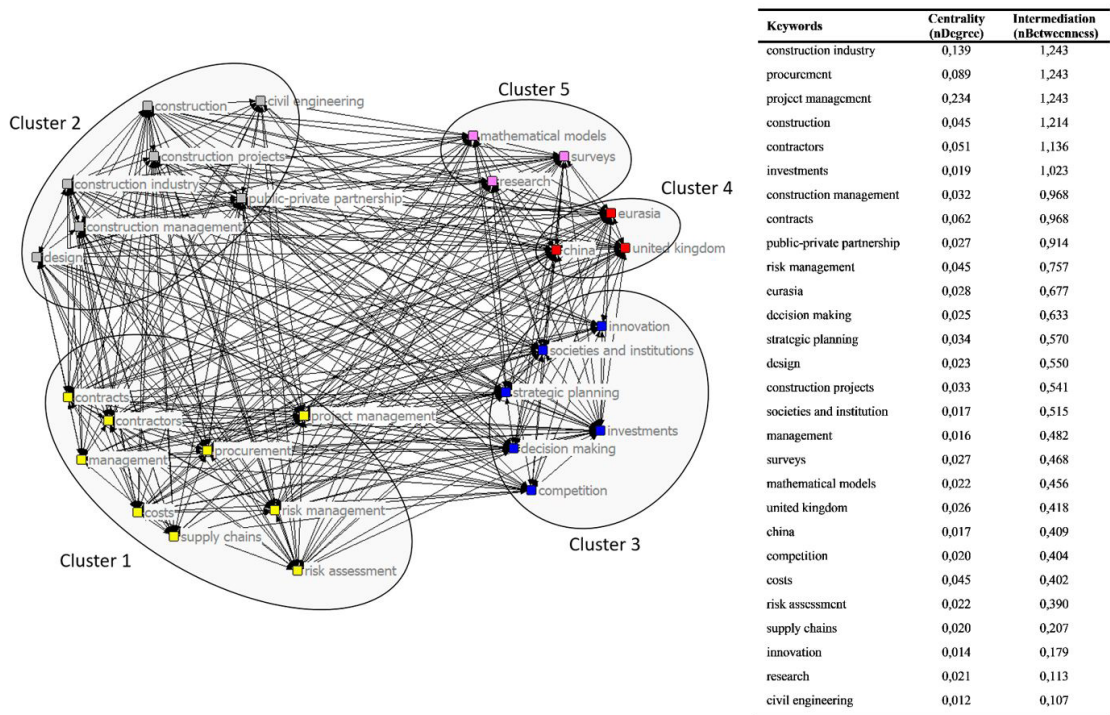 Cluster 2
construction
civil engineering
construction projects
construction industry
public-private partnership
construction management
design
Cluster 5
mathematical models
surveys
research
Cluster 4
eurasia
united kingdom
china
innovation
societies and institutions
strategic planning
investments
decision making
competition
Cluster 3
contracts
contractors
project management
management
procurement
costs
risk management
supply chains
risk assessment
Cluster 1
Keywords Centrality (nDegree) Intermediation (nBetweenness)
construction industry 0,139 1,243
procurement 0,089 1,243
project management 0,234 1,243
construction 0,045 1,214
contractors 0,051 1,136
investments 0,019 1,023
construction management 0,032 0,968
contracts 0,062 0,968
public-private partnership 0,027 0,914
risk management 0,045 0,757
eurasia 0,028 0,677
decision making 0,025 0,633
strategic planning 0,034 0,570
design 0,023 0,550
construction projects 0,033 0,541
societies and institution 0,017 0,515
management 0,016 0,482
surveys 0,027 0,468
mathematical models 0,022 0,456
united kingdom 0,026 0,418
china 0,017 0,409
competition 0,020 0,404
costs 0,045 0,402
risk assessment 0,022 0,390
supply chains 0,020 0,207
innovation 0,014 0,179
research 0,021 0,113
civil engineering 0,012 0,107